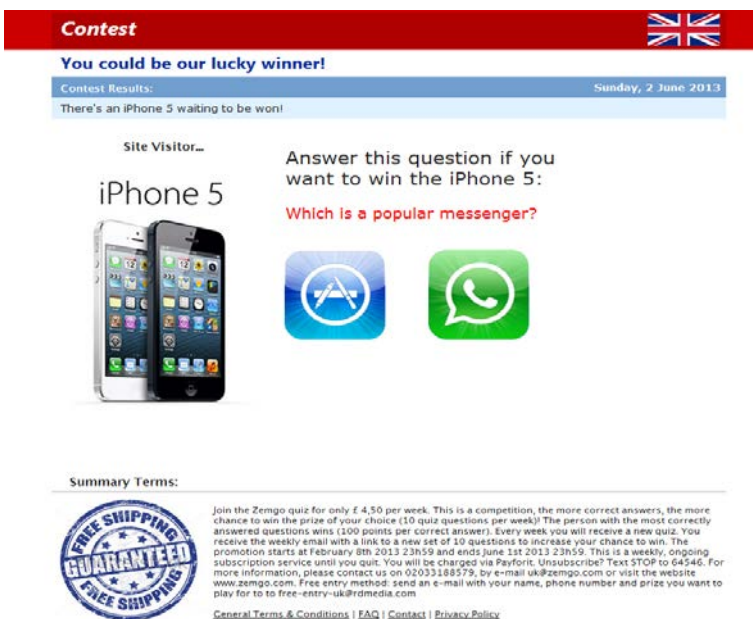 Contest
You could be our lucky winner!
Contest Results: Sunday, 2 June 2013
There's an iPhone 5 waiting to be won!
Site Visitor...
iPhone 5
Answer this question if you
want to win the iPhone 5:
Which is a popular messenger?
Summary Terms:
FREE SHIPPING
GUARANTEED
FREE SHIPPING
Join the Zemgo quiz for only £ 4,50 per week. This is a competition, the more correct answers, the more
chance to win the prize of your choice (10 quiz questions per week)! The person with the most correctly
answered questions wins (100 points per correct answer). Every week you will receive a new quiz. You
receive the weekly email with a link to a new set of 10 questions to increase your chance to win. The
promotion starts at February 8th 2013 23h59 and ends June 1st 2013 23h59. This is a weekly, ongoing
subscription service until you quit. You will be charged via Payforit. Unsubscribe? Text STOP to 64546. For
more information, please contact us on 02033188579, by e-mail uk@zemgo.com or visit the website
www.zemgo.com. Free entry method: send an e-mail with your name, phone number and prize you want to
play for to to free-entry-uk@rdmedia.com
General Terms & Conditions | FAQ | Contact | Privacy Policy